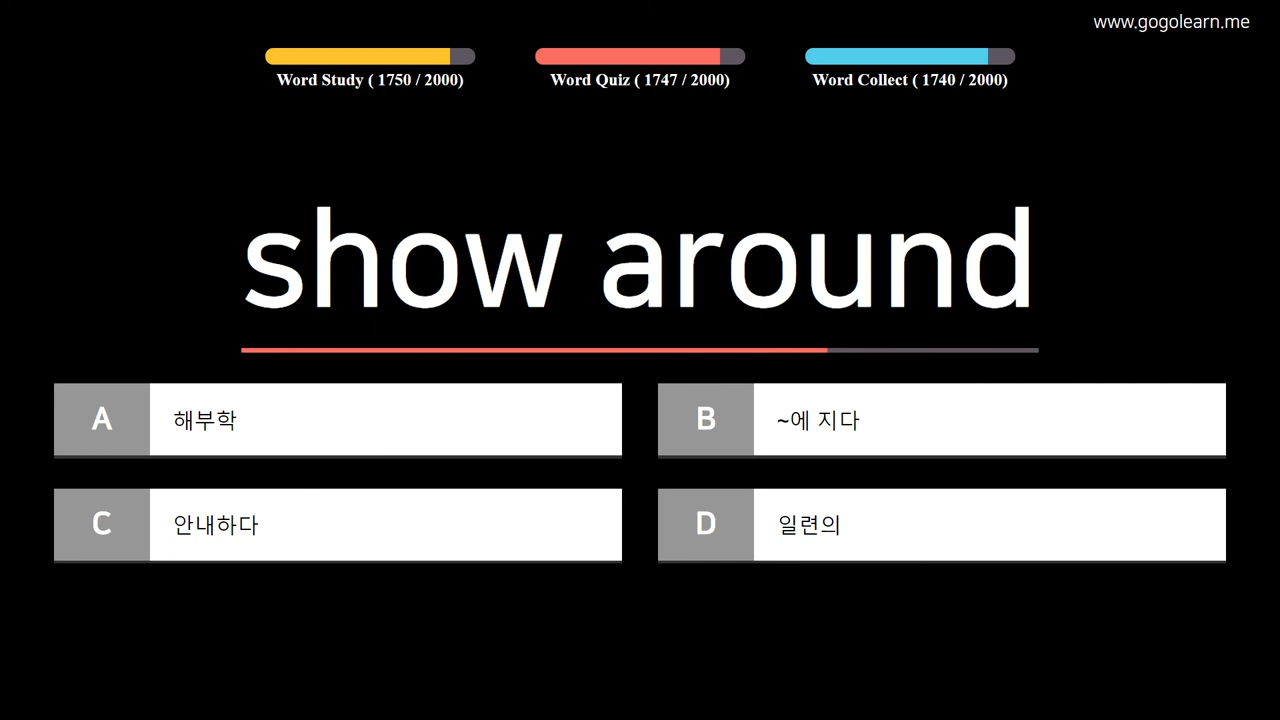 www.gogolearn.me
Word Study ( 1750 / 2000)
Word Quiz ( 1747 / 2000)
Word Collect ( 1740 / 2000)
show around
A 해부학
B ~에 지다
C 안내하다
D 일련의